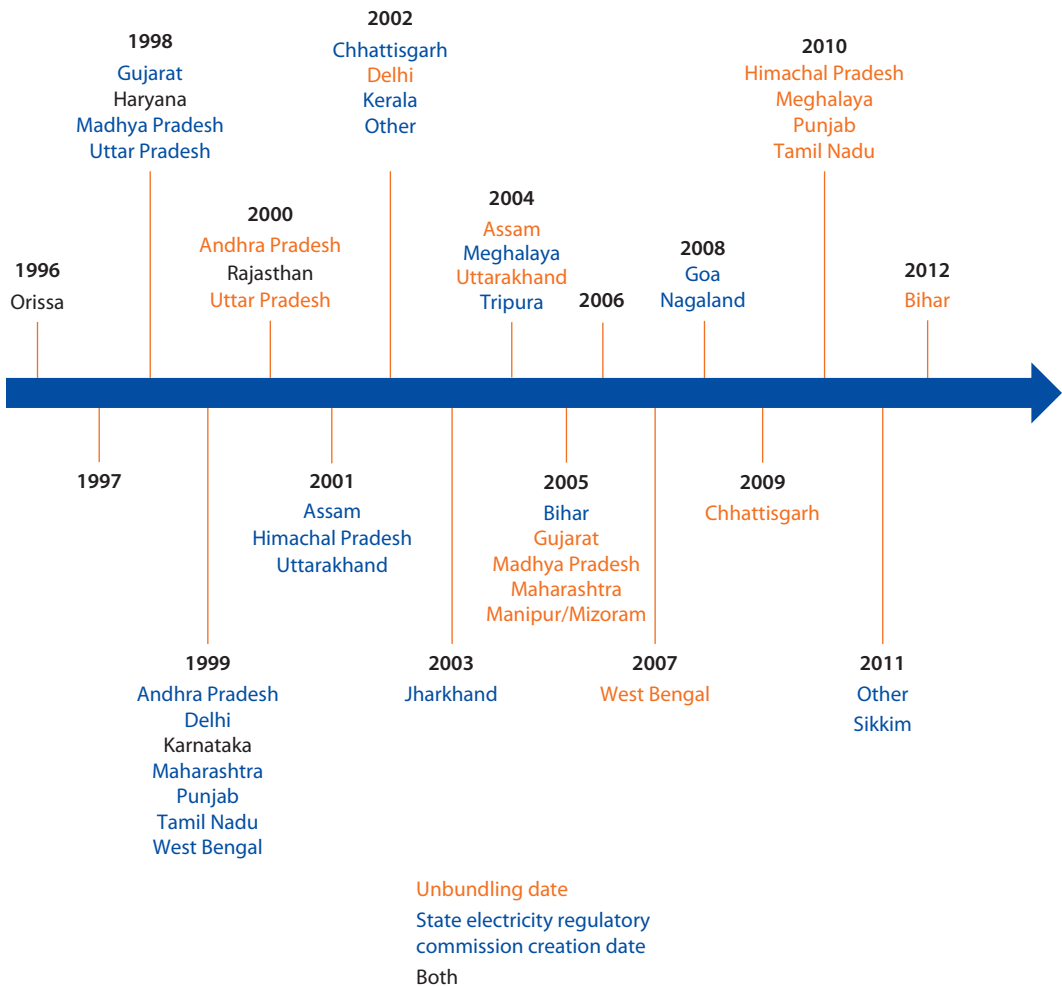 1996
Orissa
1998
Gujarat
Haryana
Madhya Pradesh
Uttar Pradesh
2000
Andhra Pradesh
Rajasthan
Uttar Pradesh
2002
Chhattisgarh
Delhi
Kerala
Other
2004
Assam
Meghalaya
Uttarakhand
Tripura
2006
2008
Goa
Nagaland
2010
Himachal Pradesh
Meghalaya
Punjab
Tamil Nadu
2012
Bihar
1997
1999
Andhra Pradesh
Delhi
Karnataka
Maharashtra
Punjab
Tamil Nadu
West Bengal
2001
Assam
Himachal Pradesh
Uttarakhand
2003
Jharkhand
2005
Bihar
Gujarat
Madhya Pradesh
Maharashtra
Manipur/Mizoram
2007
West Bengal
2009
Chhattisgarh
2011
Other
Sikkim
Unbundling date
State electricity regulatory
commission creation date
Both